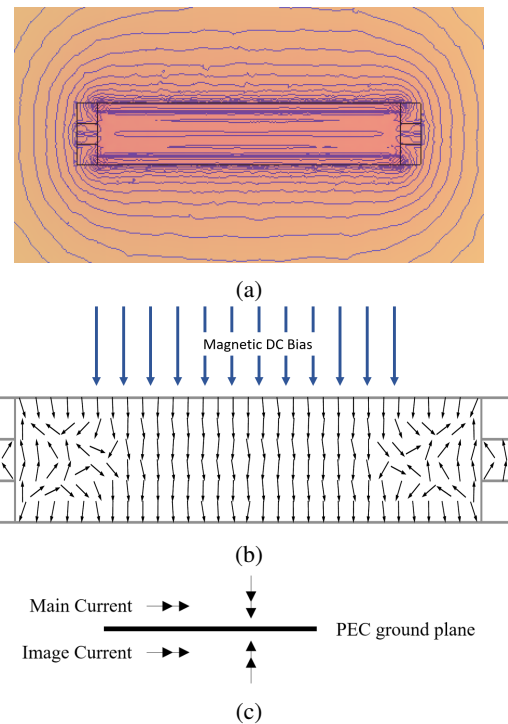 (a)
Magnetic DC Bias
(b)
Main Current
PEC ground plane
Image Current
(c)